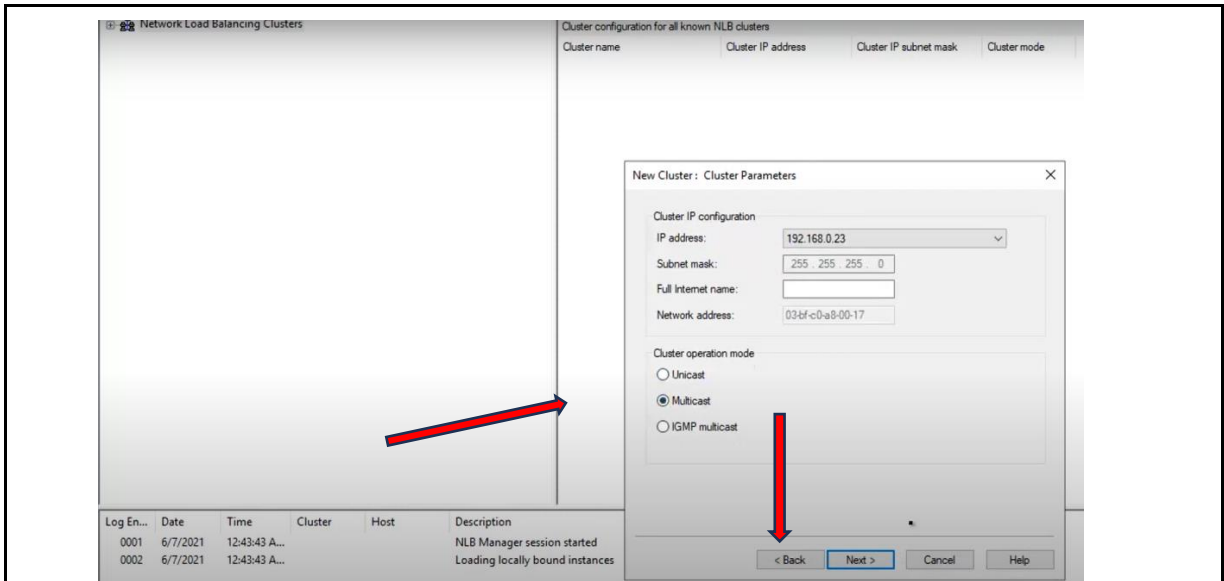 Network Load Balancing Clusters
Cluster configuration for all known NLB clusters
Cluster name Cluster IP address Cluster IP subnet mask Cluster mode
New Cluster : Cluster Parameters
Cluster IP configuration
IP address: 192.168.0.23
Subnet mask: 255 . 255 . 255 . 0
Full Internet name:
Network address: 03-bf-c0-a8-00-17
Cluster operation mode
Unicast
Multicast
IGMP multicast
Log En... Date Time Cluster Host Description
0001 6/7/2021 12:43:43 A... NLB Manager session started
0002 6/7/2021 12:43:43 A... Loading locally bound instances
< Back Next > Cancel Help